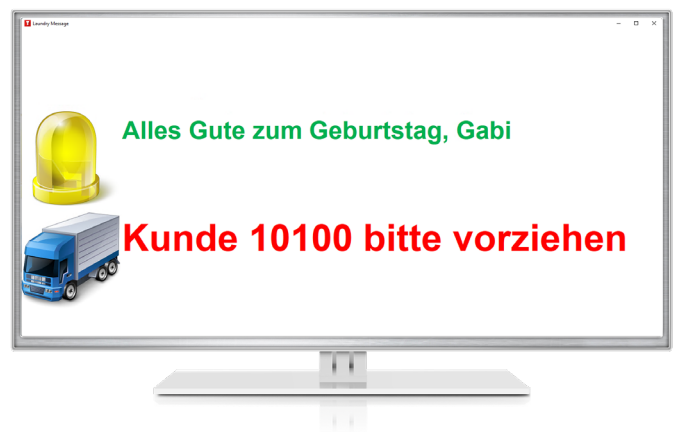 Laundry Message
Alles Gute zum Geburtstag, Gabi
Kunde 10100 bitte vorziehen